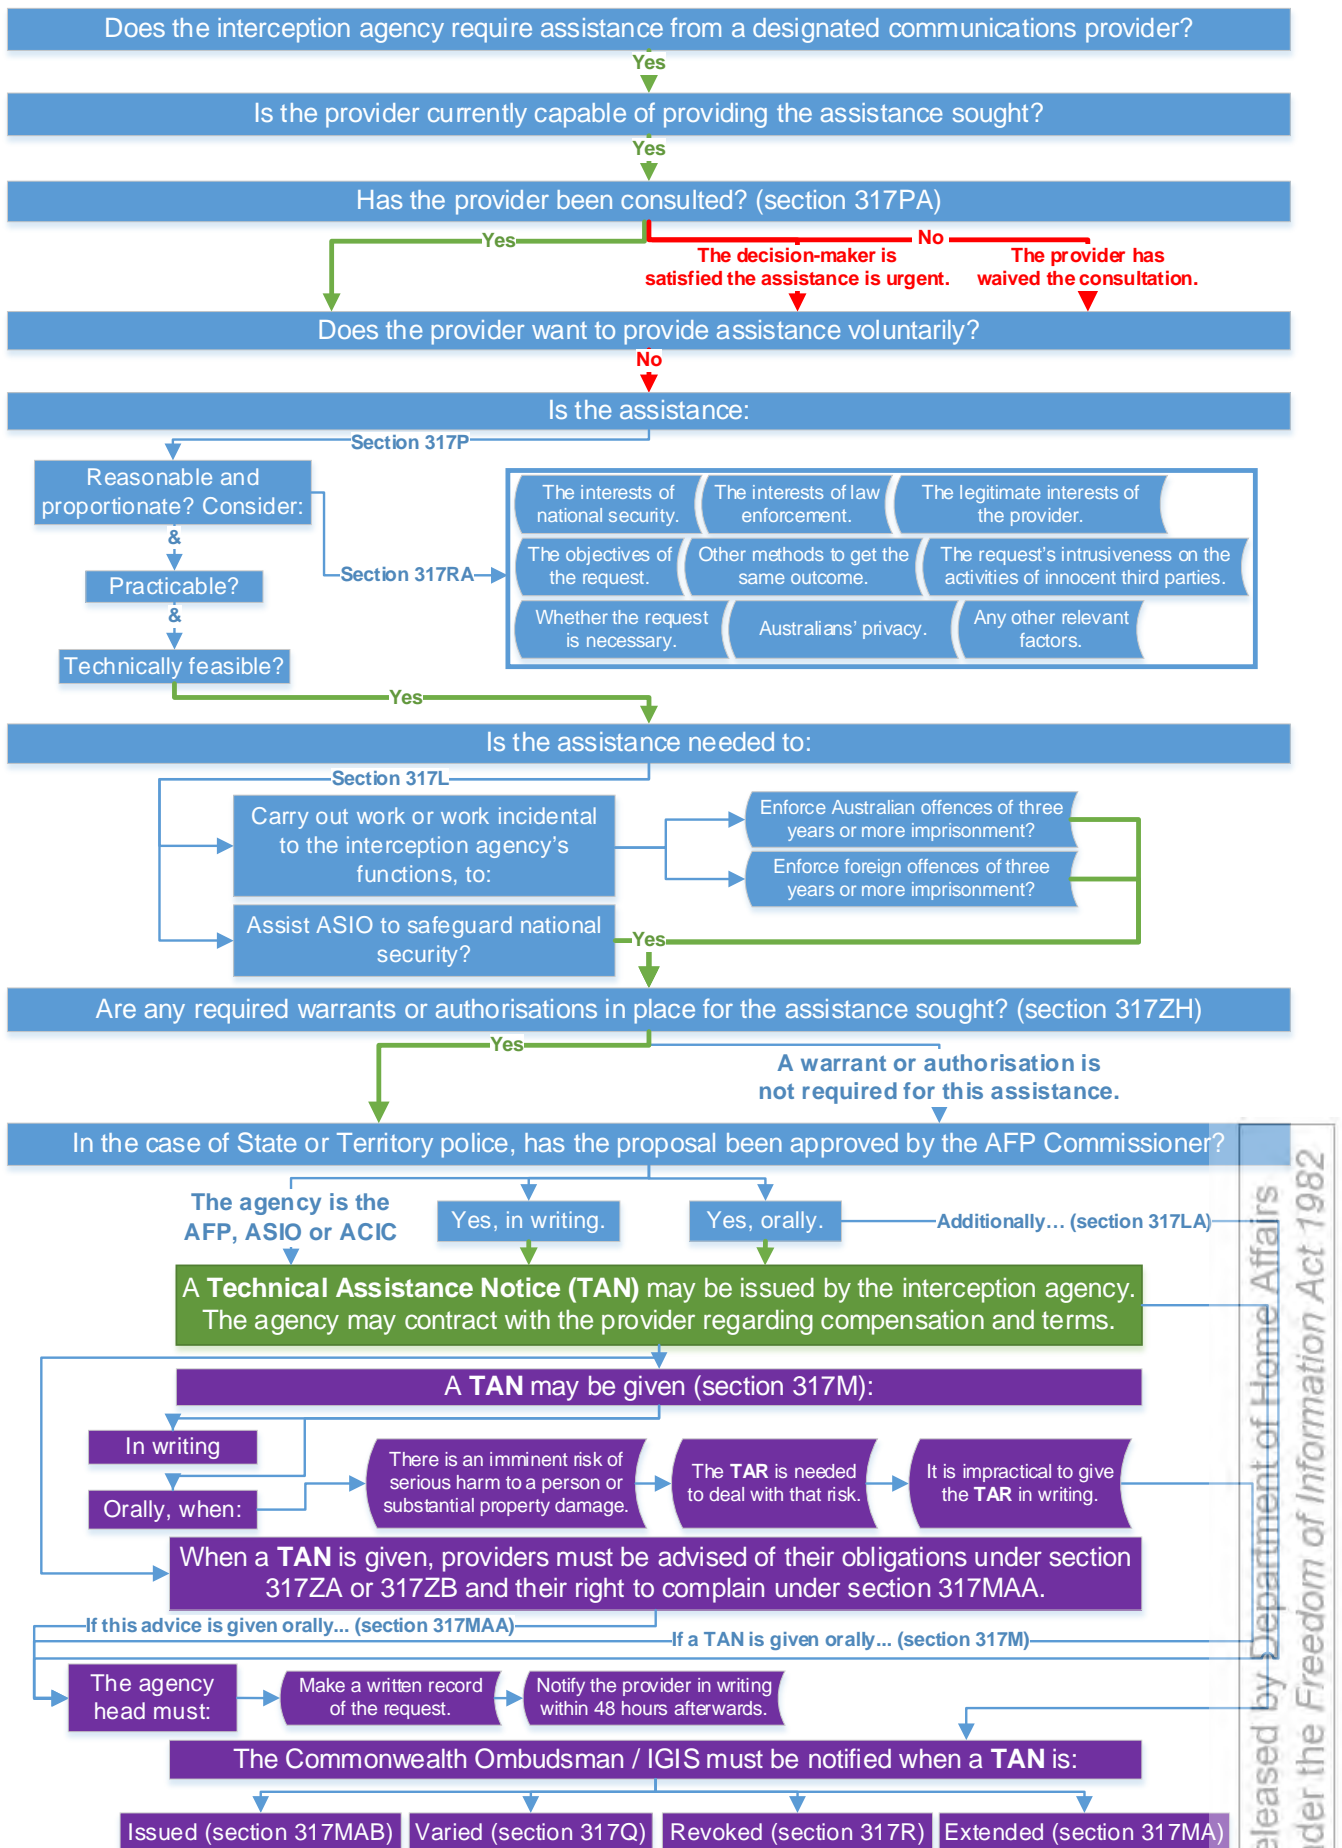 Does the interception agency require assistance from a designated communications provider?
Yes
Is the provider currently capable of providing the assistance sought?
Yes
Has the provider been consulted? (section 317PA)
Yes
No
The decision-maker is
satisfied the assistance is urgent.
The provider has
waived the consultation.
Does the provider want to provide assistance voluntarily?
No
Is the assistance:
Section 317P
Reasonable and
proportionate? Consider:
&
Practicable?
&
Technically feasible?
Section 317RA
The interests of
national security.
The interests of law
enforcement.
The legitimate interests of
the provider.
The objectives of
the request.
Other methods to get the
same outcome.
The request's intrusiveness on the
activities of innocent third parties.
Whether the request
is necessary.
Australians' privacy.
Any other relevant
factors.
Yes
Is the assistance needed to:
Section 317L
Carry out work or work incidental
to the interception agency's
functions, to:
Enforce Australian offences of three
years or more imprisonment?
Enforce foreign offences of three
years or more imprisonment?
Assist ASIO to safeguard national
security?
Yes
Are any required warrants or authorisations in place for the assistance sought? (section 317ZH)
Yes
A warrant or authorisation is
not required for this assistance.
In the case of State or Territory police, has the proposal been approved by the AFP Commissioner?
The agency is the
AFP, ASIO or ACIC
Yes, in writing.
Yes, orally.
Additionally... (section 317LA)
A Technical Assistance Notice (TAN) may be issued by the interception agency.
The agency may contract with the provider regarding compensation and terms.
A TAN may be given (section 317M):
In writing
Orally, when:
There is an imminent risk of
serious harm to a person or
substantial property damage.
The TAR is needed
to deal with that risk.
It is impractical to give
the TAR in writing.
When a TAN is given, providers must be advised of their obligations under section
317ZA or 317ZB and their right to complain under section 317MAA.
If this advice is given orally... (section 317MAA)
If a TAN is given orally... (section 317M)
The agency
head must:
Make a written record
of the request.
Notify the provider in writing
within 48 hours afterwards.
The Commonwealth Ombudsman / IGIS must be notified when a TAN is:
Issued (section 317MAB)
Varied (section 317Q)
Revoked (section 317R)
Extended (section 317MA)
by Department of Home Affairs
the Freedom of Information Act 1982